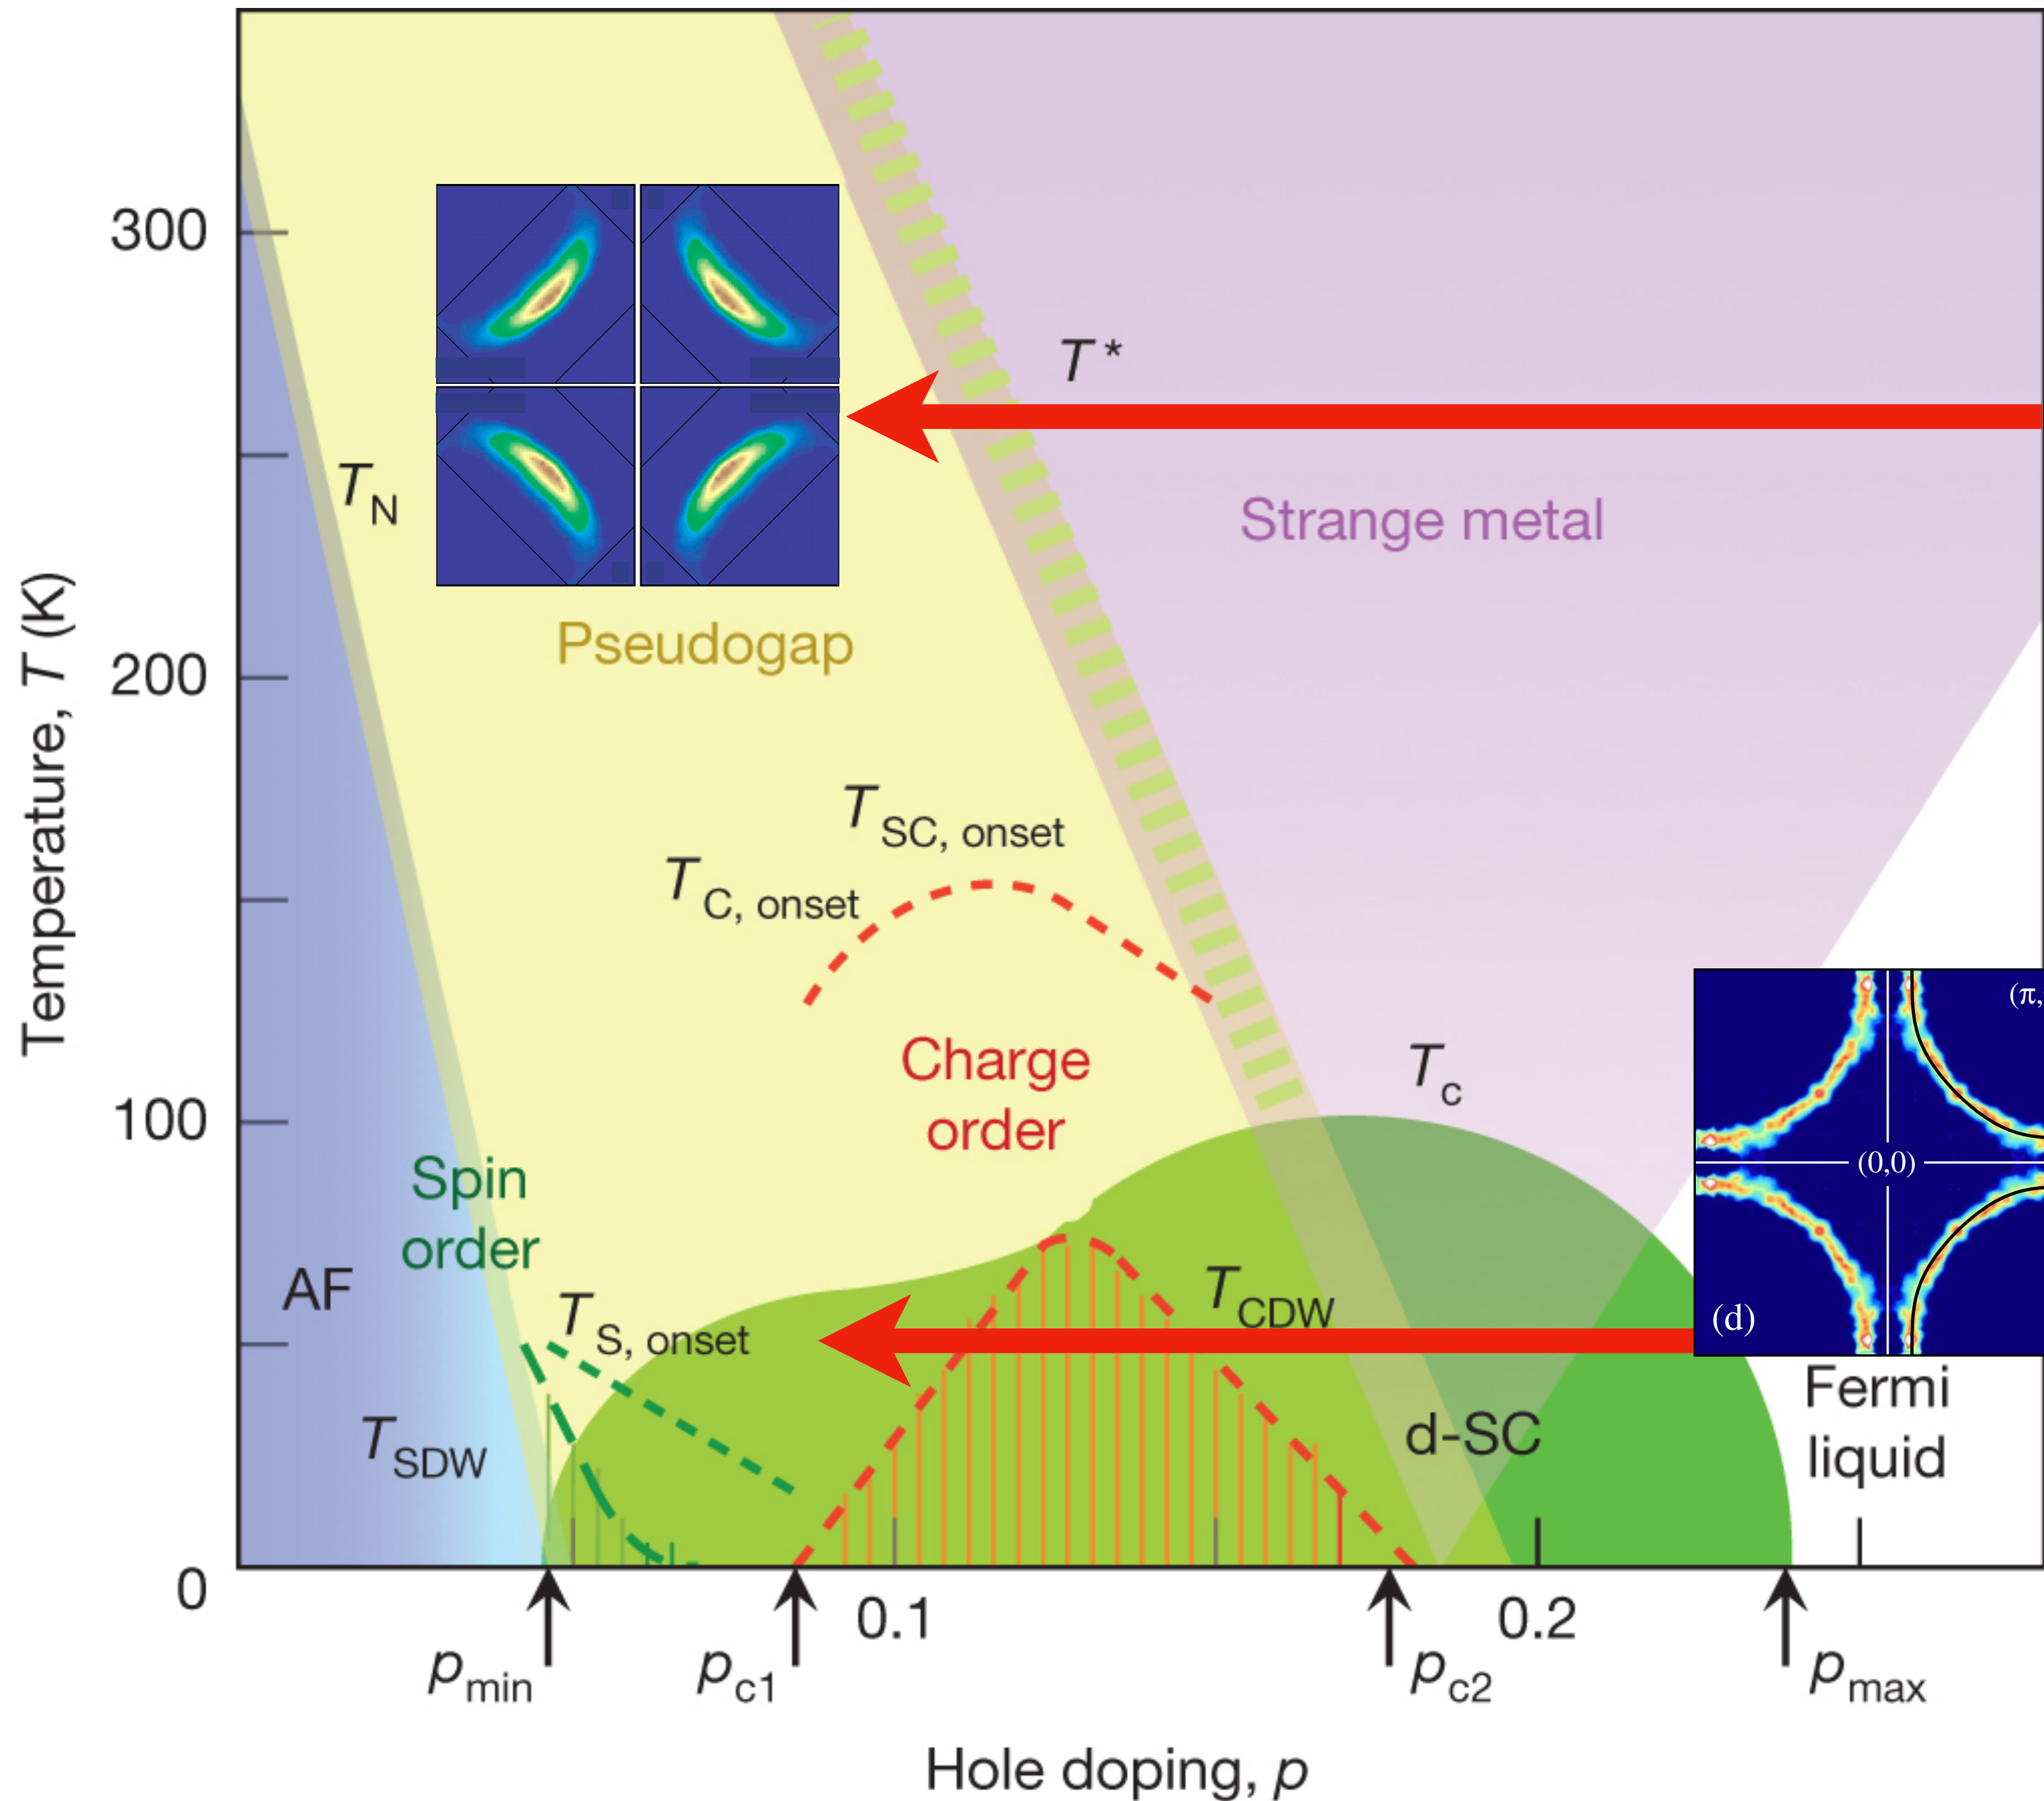 300
200
100
0
Temperature, T (K)
T*
T_N
Strange metal
Pseudogap
T_SC, onset
T_C, onset
Charge
order
T_c
(π,
(0,0)
(d)
Spin
order
AF
T_S, onset
T_CDW
T_SDW
d-SC
Fermi
liquid
0.1
0.2
p_min
p_c1
p_c2
p_max
Hole doping, p